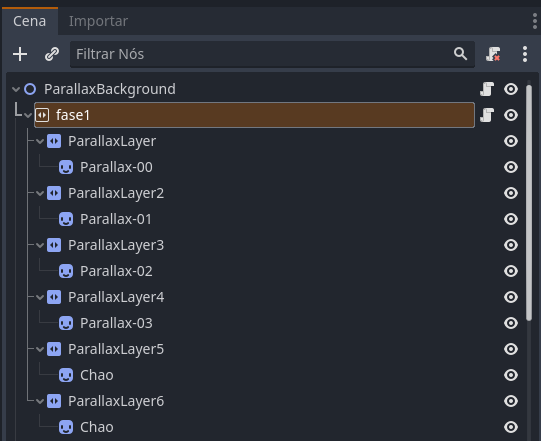 Cena Importar
Filtrar Nós
ParallaxBackground
fase1
ParallaxLayer
Parallax-00
ParallaxLayer2
Parallax-01
ParallaxLayer3
Parallax-02
ParallaxLayer4
Parallax-03
ParallaxLayer5
Chao
ParallaxLayer6
Chao